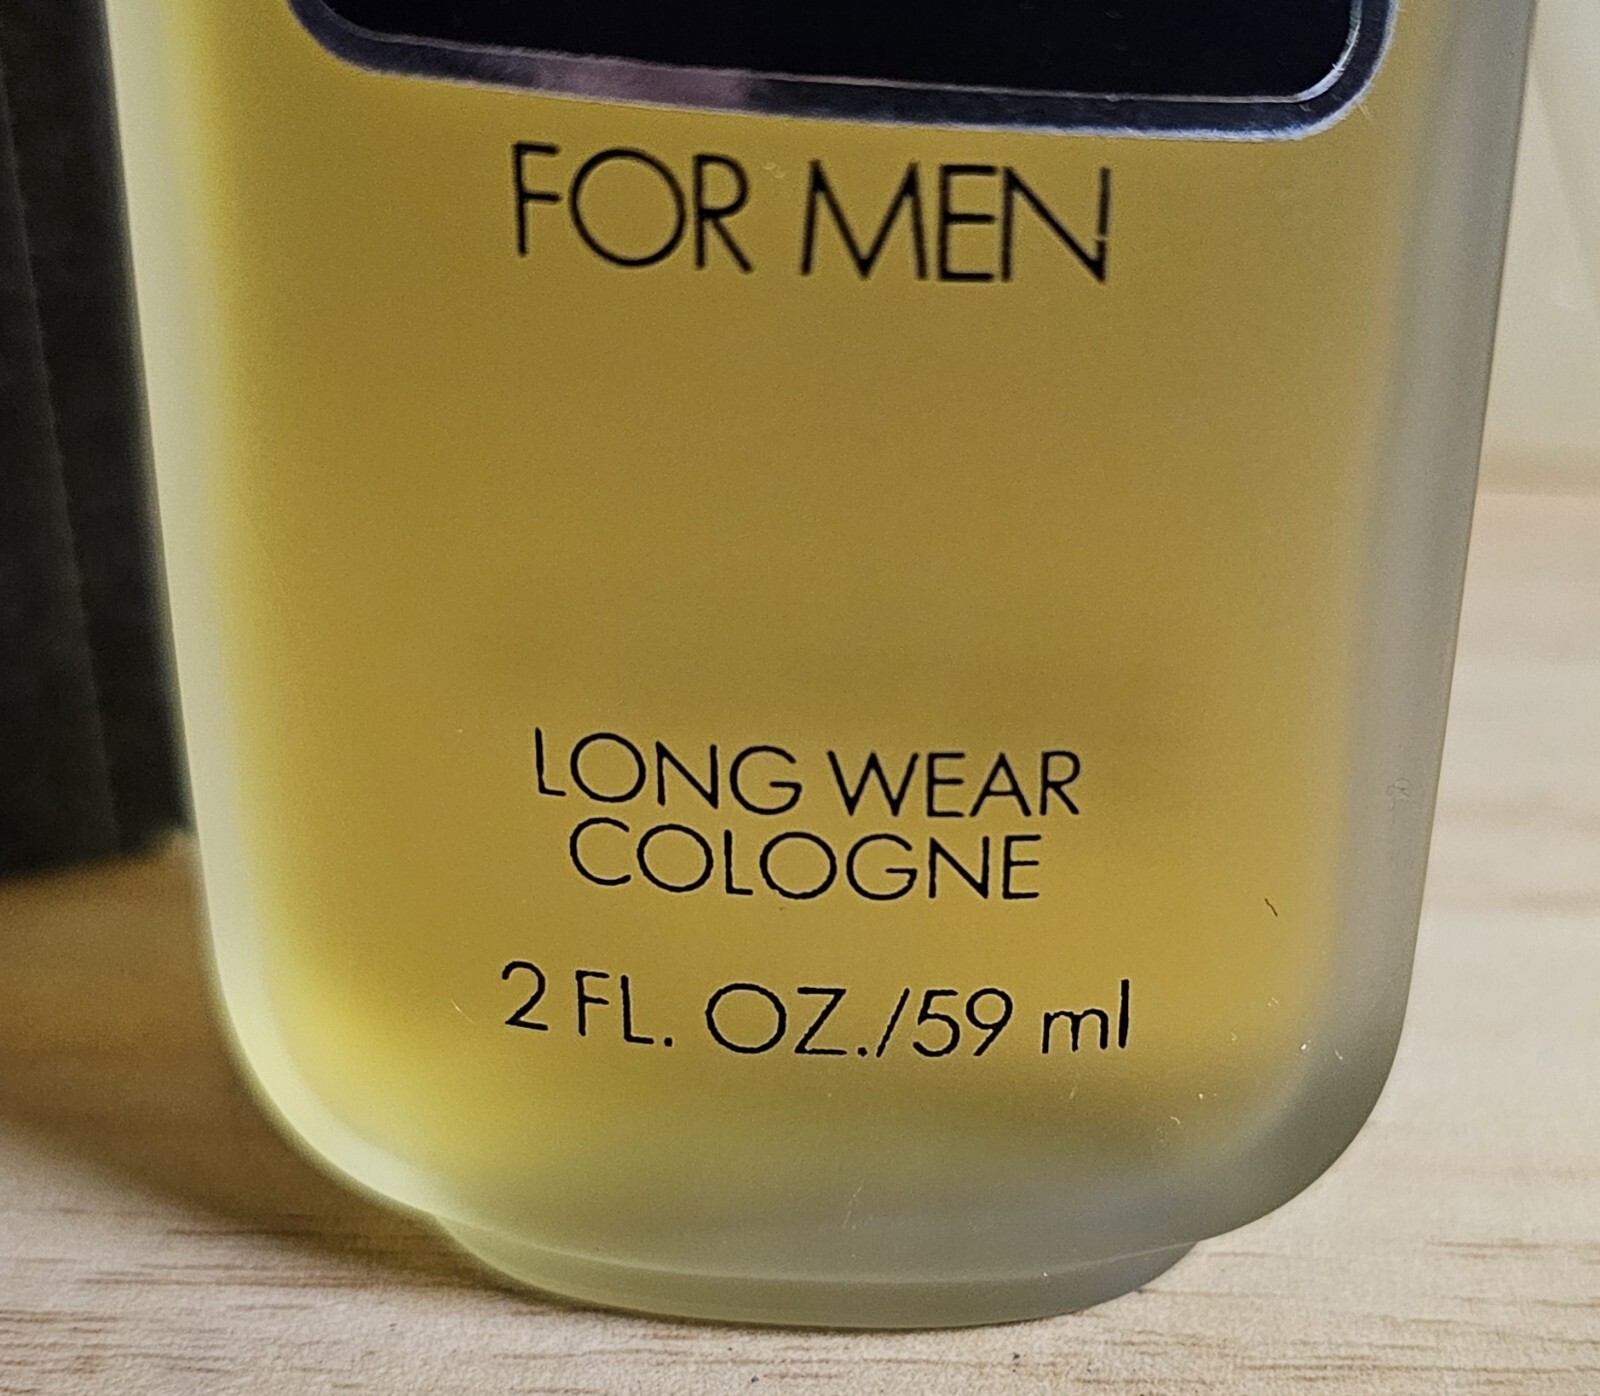 FOR MEN
LONG WEAR
COLOGNE
2 FL. OZ./59 ml